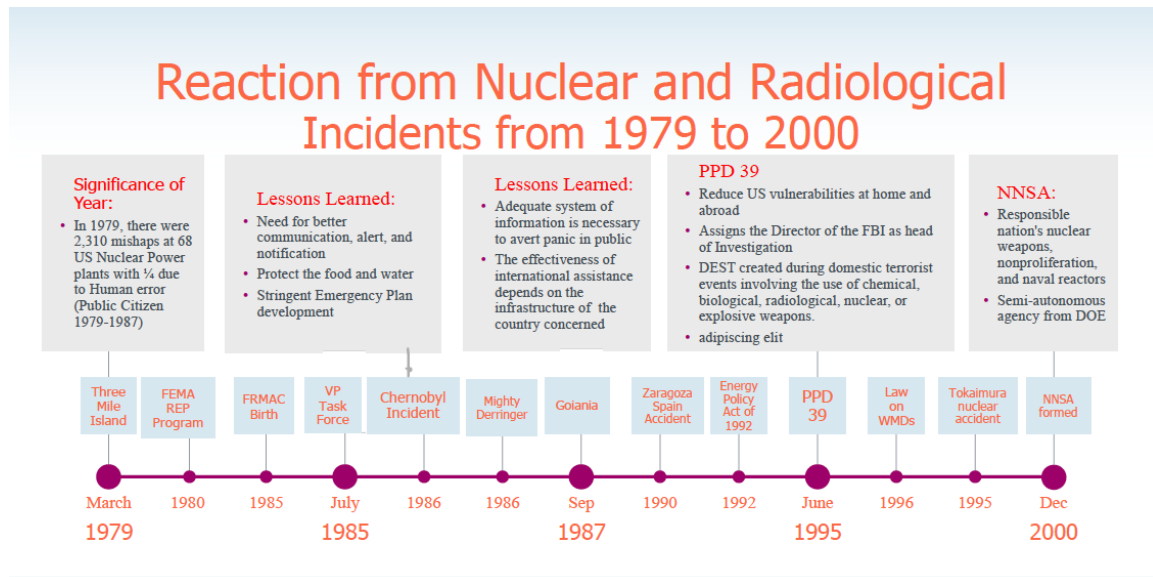 Reaction from Nuclear and Radiological
Incidents from 1979 to 2000
Significance of
Year:
• In 1979, there were
2,310 mishaps at 68
US Nuclear Power
plants with ¼ due
to Human error
(Public Citizen
1979-1987)
Lessons Learned:
• Need for better
communication, alert, and
notification
• Protect the food and water
• Stringent Emergency Plan
development
Lessons Learned:
• Adequate system of
information is necessary
to avert panic in public
• The effectiveness of
international assistance
depends on the
infrastructure of the
country concerned
PPD 39
• Reduce US vulnerabilities at home and
abroad
• Assigns the Director of the FBI as head
of Investigation
• DEST created during domestic terrorist
events involving the use of chemical,
biological, radiological, nuclear, or
explosive weapons.
• adipiscing elit
NNSA:
• Responsible
nation's nuclear
weapons,
nonproliferation,
and naval reactors
• Semi-autonomous
agency from DOE
Three
Mile
Island
FEMA
REP
Program
FRMAC
Birth
VP
Task
Force
Chernobyl
Incident
Mighty
Derringer
Goiania
Zaragoza
Spain
Accident
Energy
Policy
Act of
1992
PPD
39
Law
on
WMDs
Tokaimura
nuclear
accident
NNSA
formed
March
1979
1980
1985
July
1985
1986
1986
Sep
1987
1990
1992
June
1995
1996
1995
Dec
2000